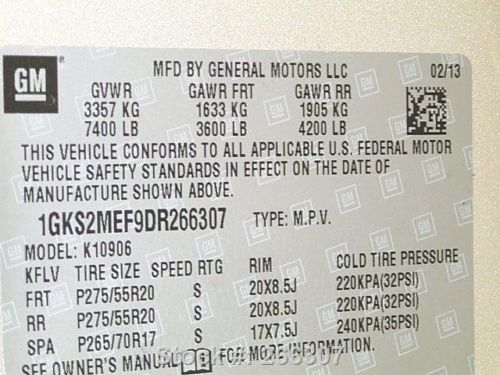 GM MFD BY GENERAL MOTORS LLC 02/13
GVWR GAWR FRT GAWR RR
3357 KG 1633 KG 1905 KG
7400 LB 3600 LB 4200 LB
THIS VEHICLE CONFORMS TO ALL APPLICABLE U.S. FEDERAL MOTOR
VEHICLE SAFETY STANDARDS IN EFFECT ON THE DATE OF
MANUFACTURE SHOWN ABOVE.
1GKS2MEF9DR266307 TYPE: M.P.V.
MODEL: K10906
KFLV TIRE SIZE SPEED RTG RIM COLD TIRE PRESSURE
FRT P275/55R20 S 20X8.5J 220KPA(32PSI)
RR P275/55R20 S 20X8.5J 220KPA(32PSI)
SPA P265/70R17 S 17X7.5J 240KPA(35PSI)
SEE OWNER'S MANUAL FOR MORE INFORMATION.
Stock# 266307